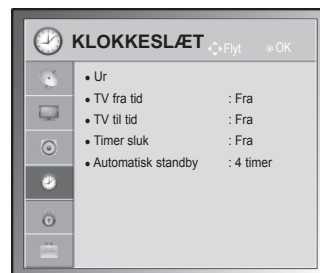 KLOKKESLÆT Flyt OK
• Ur
• TV fra tid : Fra
• TV til tid : Fra
• Timer sluk : Fra
• Automatisk standby : 4 timer